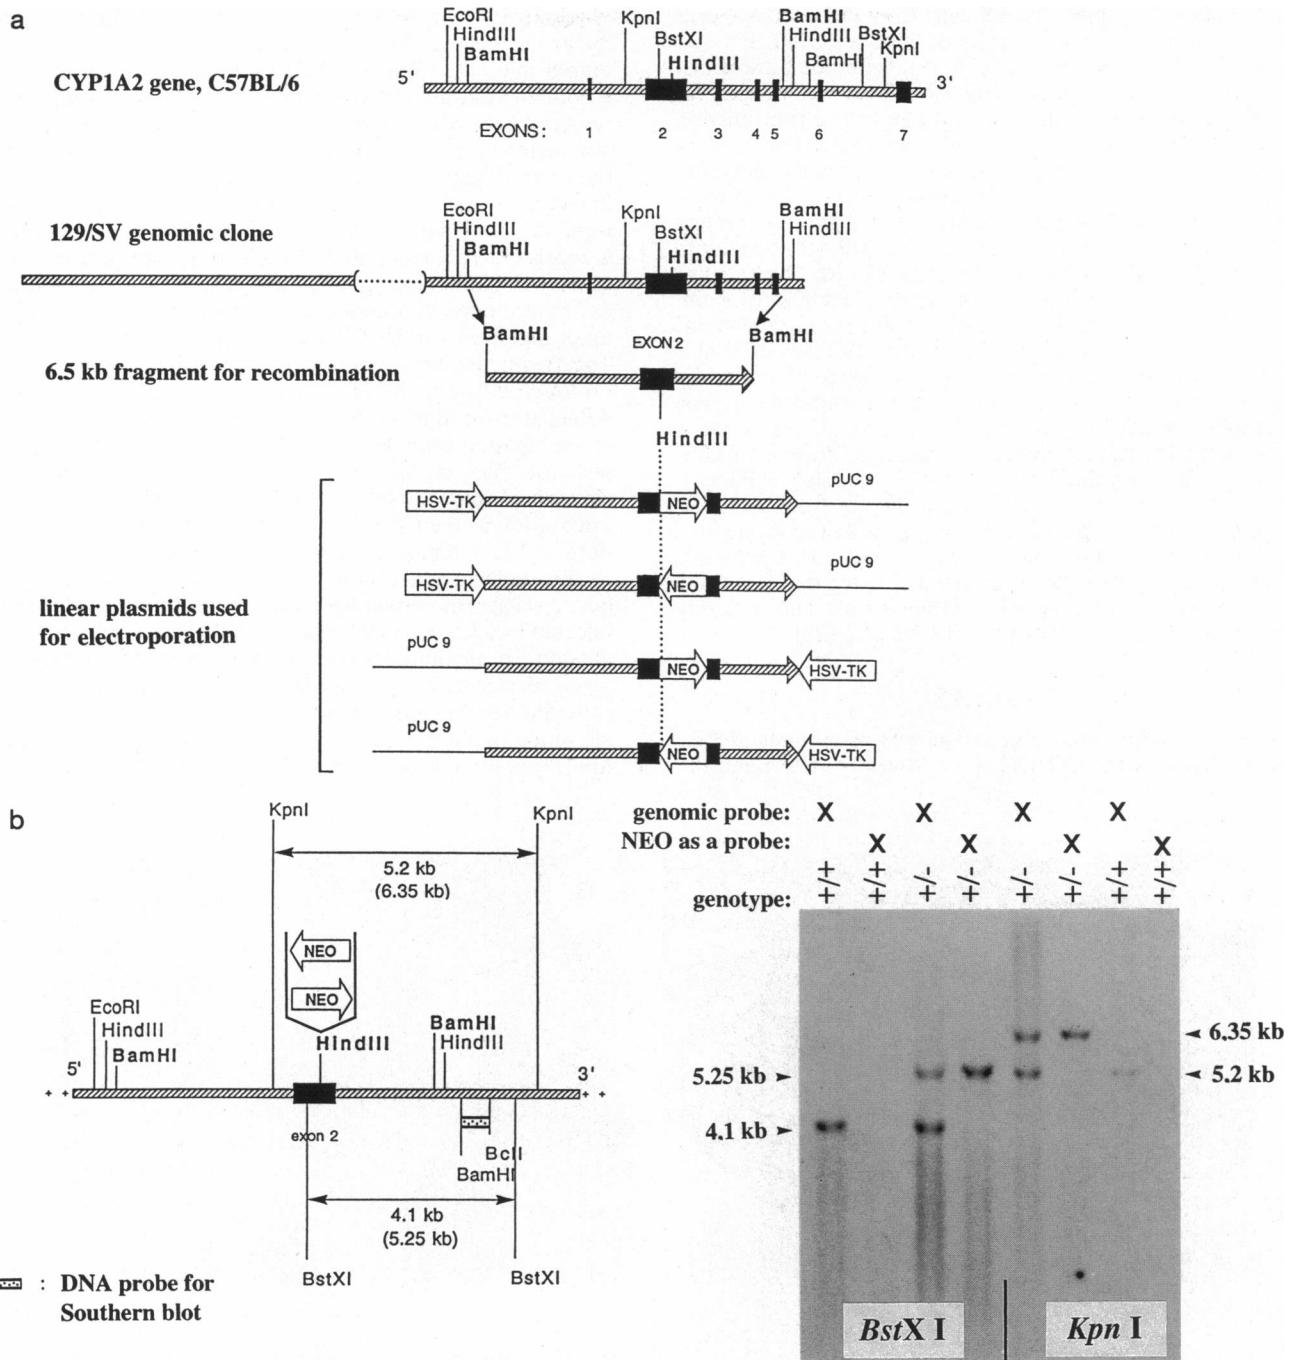 a
EcoRI
HindIII
BamHI
KpnI
BstXI
HindIII
BamHI
HindIII
BamHI
BstXI
KpnI
CYP1A2 gene, C57BL/6
5'
3'
EXONS: 1 2 3 4 5 6 7
129/SV genomic clone
EcoRI
HindIII
BamHI
KpnI
BstXI
HindIII
BamHI
HindIII
BamHI
EXON 2
BamHI
6.5 kb fragment for recombination
HindIII
HSV-TK NEO pUC 9
HSV-TK NEO pUC 9
linear plasmids used
for electroporation
pUC 9 NEO HSV-TK
pUC 9 NEO HSV-TK
b
KpnI KpnI
5.2 kb
(6.35 kb)
NEO
NEO
EcoRI
HindIII
BamHI
HindIII
BamHI
HindIII
5'
3'
+ +
+ +
exon 2
BclI
BamHI
4.1 kb
(5.25 kb)
BstXI BstXI
: DNA probe for
Southern blot
genomic probe: X X X X
NEO as a probe: X X X X
genotype: +/+ +/+ +/- +/- +/- +/- +/+ +/+
6.35 kb
5.25 kb
5.2 kb
4.1 kb
BstX I
Kpn I